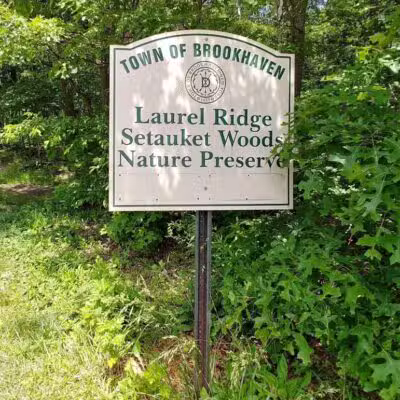 TOWN OF BROOKHAVEN
Laurel Ridge
Setauket Woods
Nature Preserve